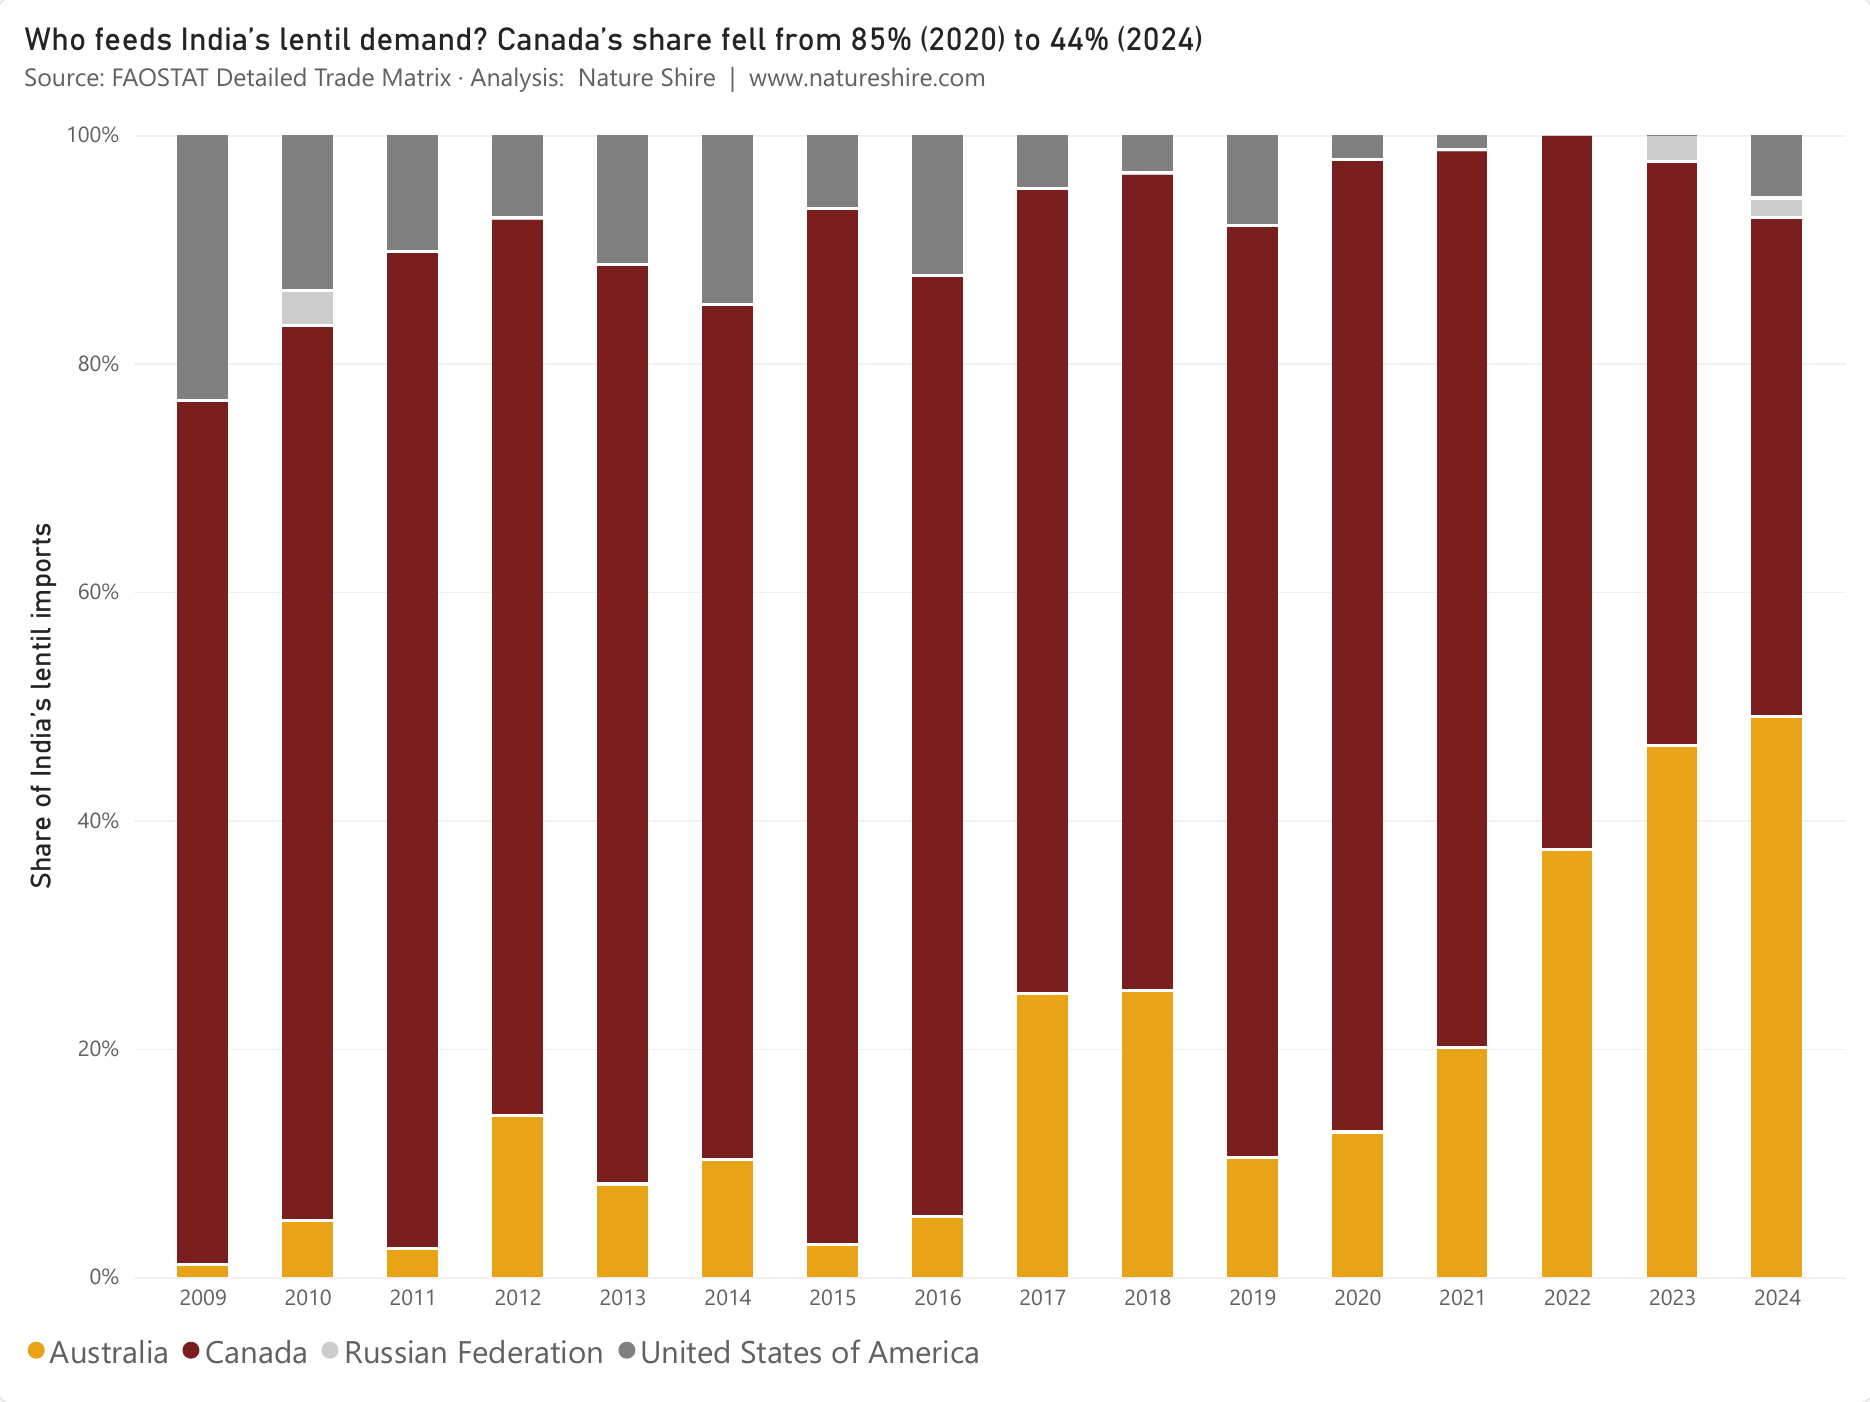 Who feeds India's lentil demand? Canada's share fell from 85% (2020) to 44% (2024)
Source: FAOSTAT Detailed Trade Matrix · Analysis:  Nature Shire  |  www.natureshire.com
Share of India's lentil imports
100%
80%
60%
40%
20%
0%
2009 2010 2011 2012 2013 2014 2015 2016 2017 2018 2019 2020 2021 2022 2023 2024
Australia Canada Russian Federation United States of America